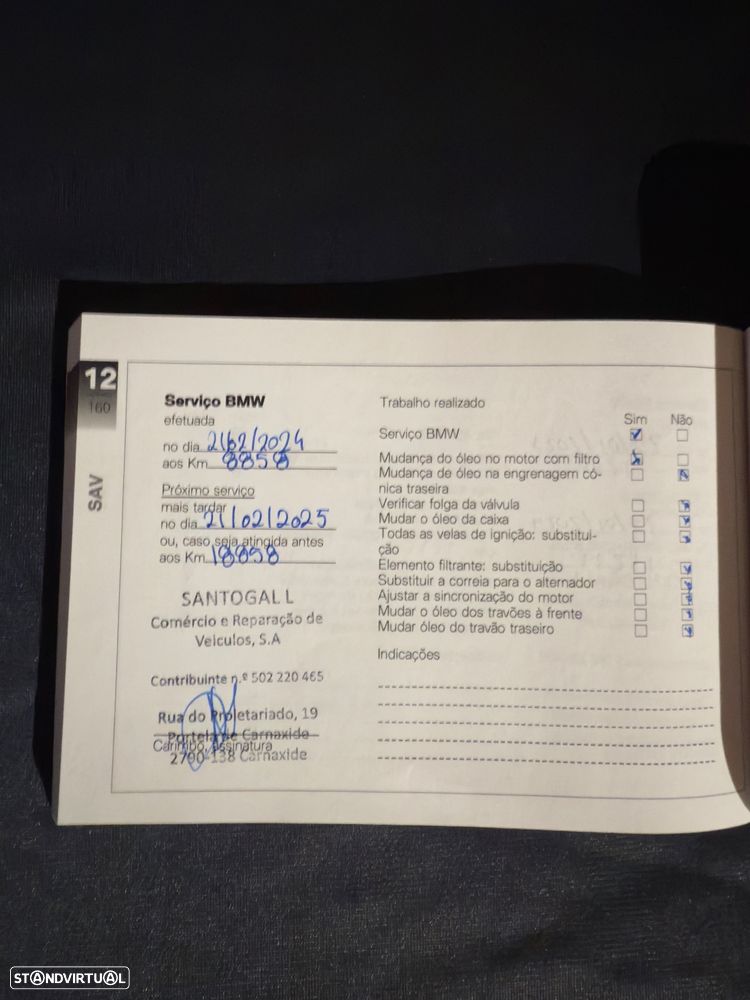 12
160
SAV
Serviço BMW
efetuada
no dia 21/02/2024
aos Km 8858
Próximo serviço
mais tardar
no dia 21/02/2025
ou, caso seja atingida antes
aos Km 18858
SANTOGAL L
Comércio e Reparação de
Veiculos, S.A
Contribuinte n.º 502 220 465
Rua do Proletariado, 19
Portela de Carnaxide
Carimbo, Assinatura
2790-138 Carnaxide
Trabalho realizado
Sim Não
Serviço BMW
Mudança do óleo no motor com filtro
Mudança de óleo na engrenagem có-
nica traseira
Verificar folga da válvula
Mudar o óleo da caixa
Todas as velas de ignição: substitui-
ção
Elemento filtrante: substituição
Substituir a correia para o alternador
Ajustar a sincronização do motor
Mudar o óleo dos travões à frente
Mudar óleo do travão traseiro
Indicações
STANDVIRTUAL